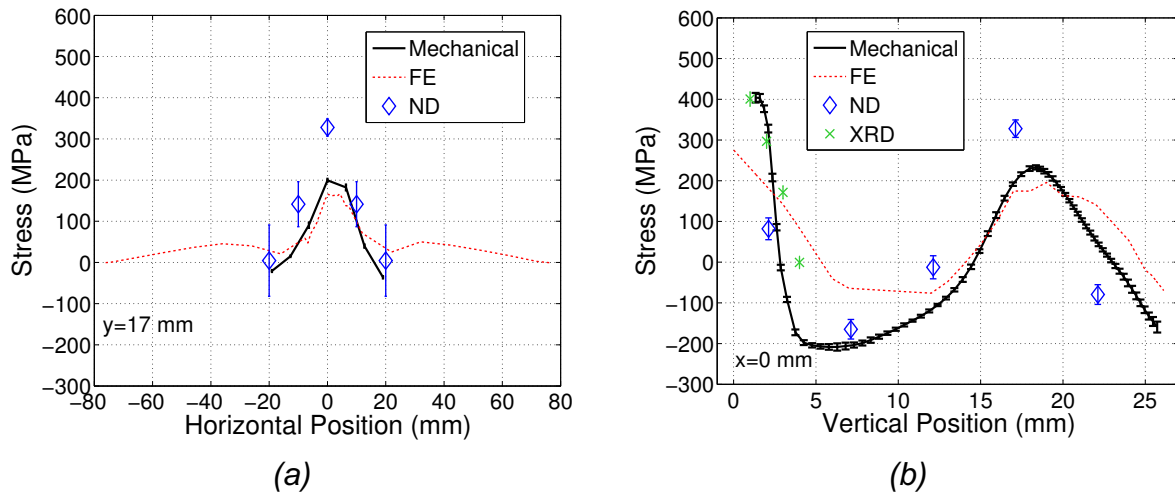 600
500
400
300
200
100
0
−100
−200
−300
−80 −60 −40 −20 0 20 40 60 80
Stress (MPa)
Horizontal Position (mm)
Mechanical
FE
ND
y=17 mm
(a)
600
500
400
300
200
100
0
−100
−200
−300
0 5 10 15 20 25
Stress (MPa)
Vertical Position (mm)
Mechanical
FE
ND
XRD
x=0 mm
(b)